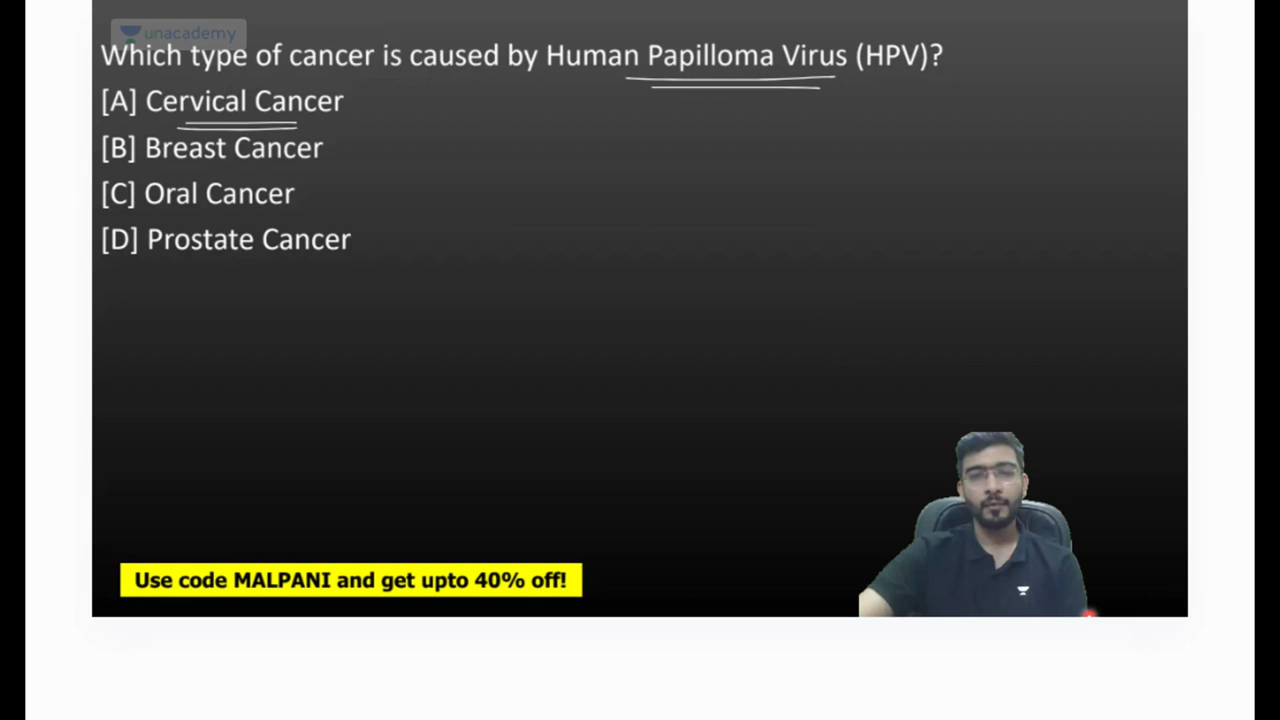 unacademy
Which type of cancer is caused by Human Papilloma Virus (HPV)?
[A] Cervical Cancer
[B] Breast Cancer
[C] Oral Cancer
[D] Prostate Cancer
Use code MALPANI and get upto 40% off!